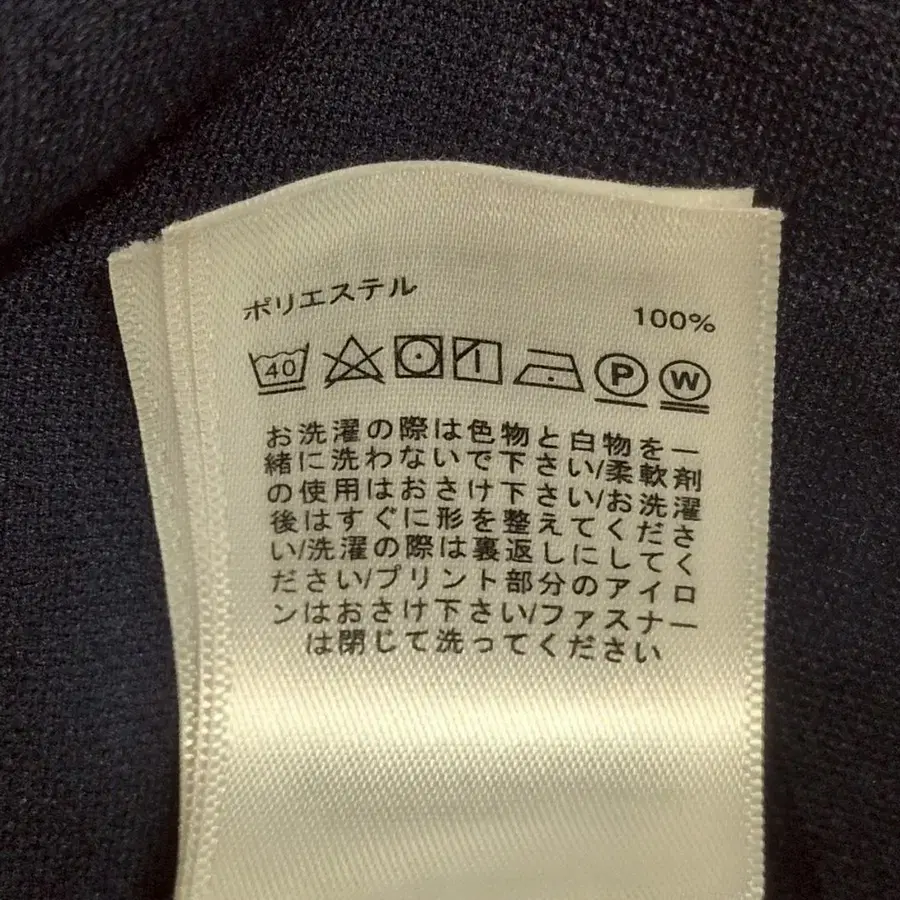 ポリエステル 100%
40 P W
お洗濯の際は色物と白物を一
緒に洗わないで下さい/柔軟剤
の使用はおさけ下さい/お洗濯
後はすぐに形を整えてくださ
い/洗濯の際は裏返しにしてく
ださい/プリント部分のアイロ
ンはおさけ下さい/ファスナー
は閉じて洗ってください